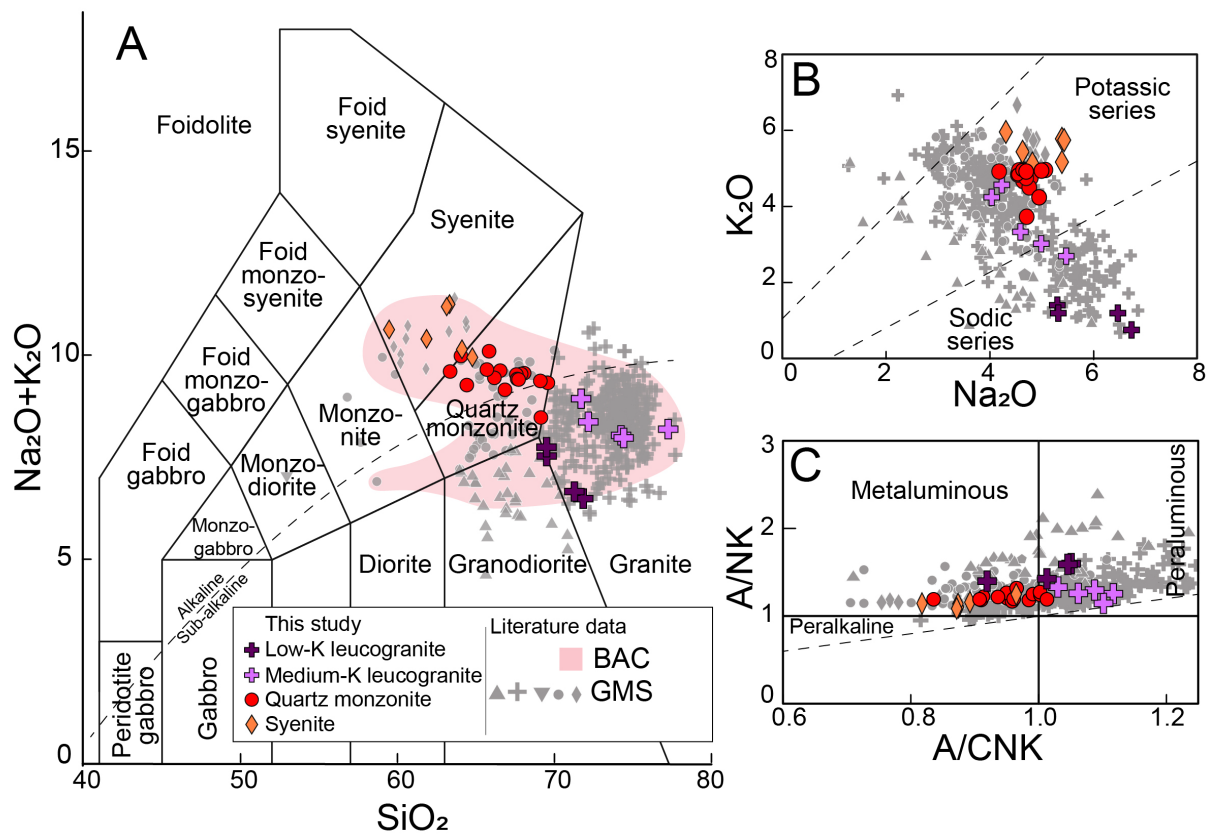 A
Foidolite
Foid
syenite
15
Syenite
Foid
monzo-
syenite
Na₂O+K₂O
10
Foid
monzo-
gabbro
Monzo-
nite
Quartz
monzonite
Foid
gabbro
Monzo-
diorite
Monzo-
gabbro
5
Diorite
Granodiorite
Granite
Alkaline
Sub-alkaline
Peridotite
gabbro
Gabbro
This study
Low-K leucogranite
Medium-K leucogranite
Quartz monzonite
Syenite
Literature data
BAC
GMS
0
40
50
60
70
80
SiO₂
B
8
Potassic
series
6
K₂O
4
2
Sodic
series
0
0
2
4
6
8
Na₂O
C
3
Metaluminous
Peraluminous
2
A/NK
1
Peralkaline
0
0.6
0.8
1.0
1.2
A/CNK